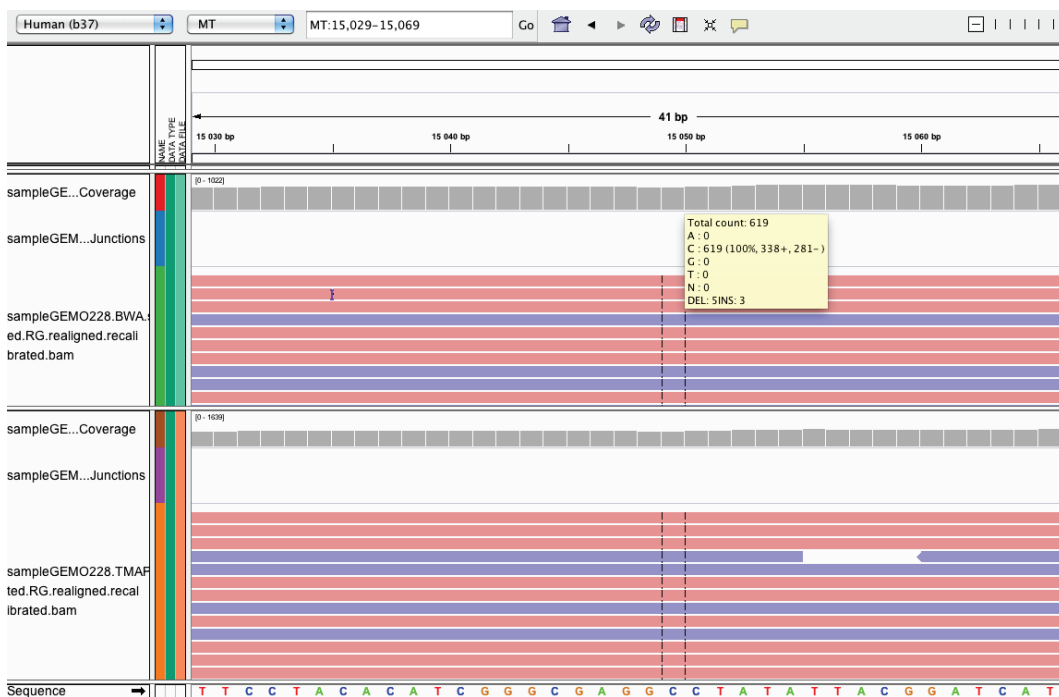 Human (b37) MT MT:15,029-15,069 Go
41 bp
15 030 bp 15 040 bp 15 050 bp 15 060 bp
NAME
DATA TYPE
DATA FILE
sampleGE...Coverage [0 - 1022]
sampleGEM...Junctions
Total count: 619
A : 0
C : 619 (100%, 338+, 281- )
G : 0
T : 0
N : 0
DEL: 5INS: 3
sampleGEMO228.BWA.s
ed.RG.realigned.recali
brated.bam
sampleGE...Coverage [0 - 1639]
sampleGEM...Junctions
sampleGEMO228.TMAP
ted.RG.realigned.recal
ibrated.bam
Sequence T T C C T A C A C A T C G G G C G A G G C C T A T A T T A C G G A T C A T